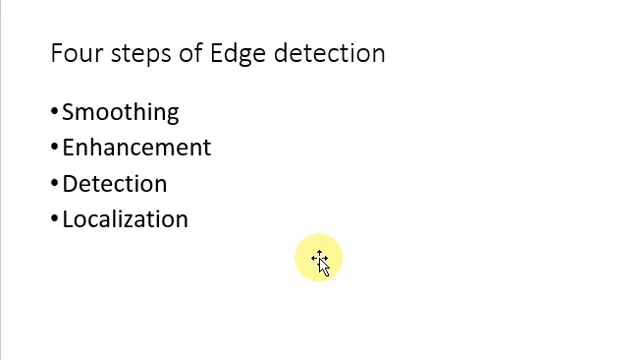 Four steps of Edge detection
•Smoothing
•Enhancement
•Detection
•Localization